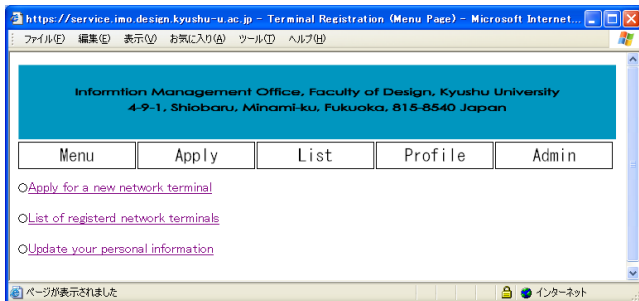 https://service.imo.design.kyushu-u.ac.jp - Terminal Registration (Menu Page) - Microsoft Internet...
ファイル(F) 編集(E) 表示(V) お気に入り(A) ツール(T) ヘルプ(H)
Informtion Management Office, Faculty of Design, Kyushu University
4-9-1, Shiobaru, Minami-ku, Fukuoka, 815-8540 Japan
Menu Apply List Profile Admin
○Apply for a new network terminal
○List of registerd network terminals
○Update your personal information
ページが表示されました インターネット